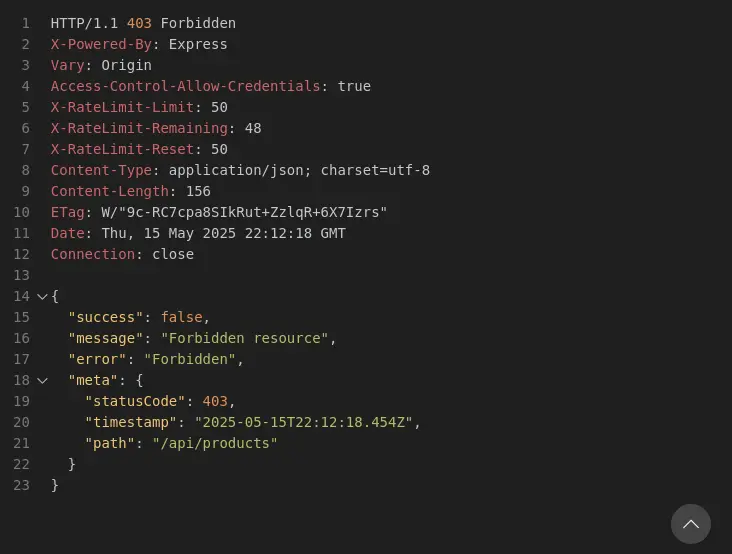 1 HTTP/1.1 403 Forbidden
2 X-Powered-By: Express
3 Vary: Origin
4 Access-Control-Allow-Credentials: true
5 X-RateLimit-Limit: 50
6 X-RateLimit-Remaining: 48
7 X-RateLimit-Reset: 50
8 Content-Type: application/json; charset=utf-8
9 Content-Length: 156
10 ETag: W/"9c-RC7cpa8SIkRut+ZzlqR+6X7Izrs"
11 Date: Thu, 15 May 2025 22:12:18 GMT
12 Connection: close
13
14 {
15   "success": false,
16   "message": "Forbidden resource",
17   "error": "Forbidden",
18   "meta": {
19     "statusCode": 403,
20     "timestamp": "2025-05-15T22:12:18.454Z",
21     "path": "/api/products"
22   }
23 }